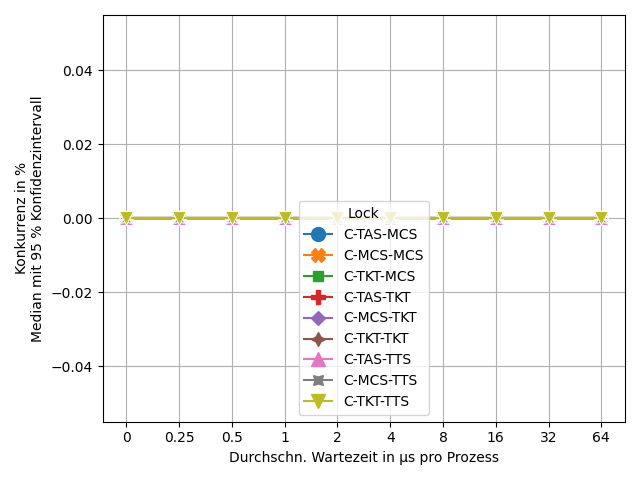 Konkurrenz in %
Median mit 95 % Konfidenzintervall
0.04
0.02
0.00
−0.02
−0.04
Lock
C-TAS-MCS
C-MCS-MCS
C-TKT-MCS
C-TAS-TKT
C-MCS-TKT
C-TKT-TKT
C-TAS-TTS
C-MCS-TTS
C-TKT-TTS
0 0.25 0.5 1 2 4 8 16 32 64
Durchschn. Wartezeit in µs pro Prozess